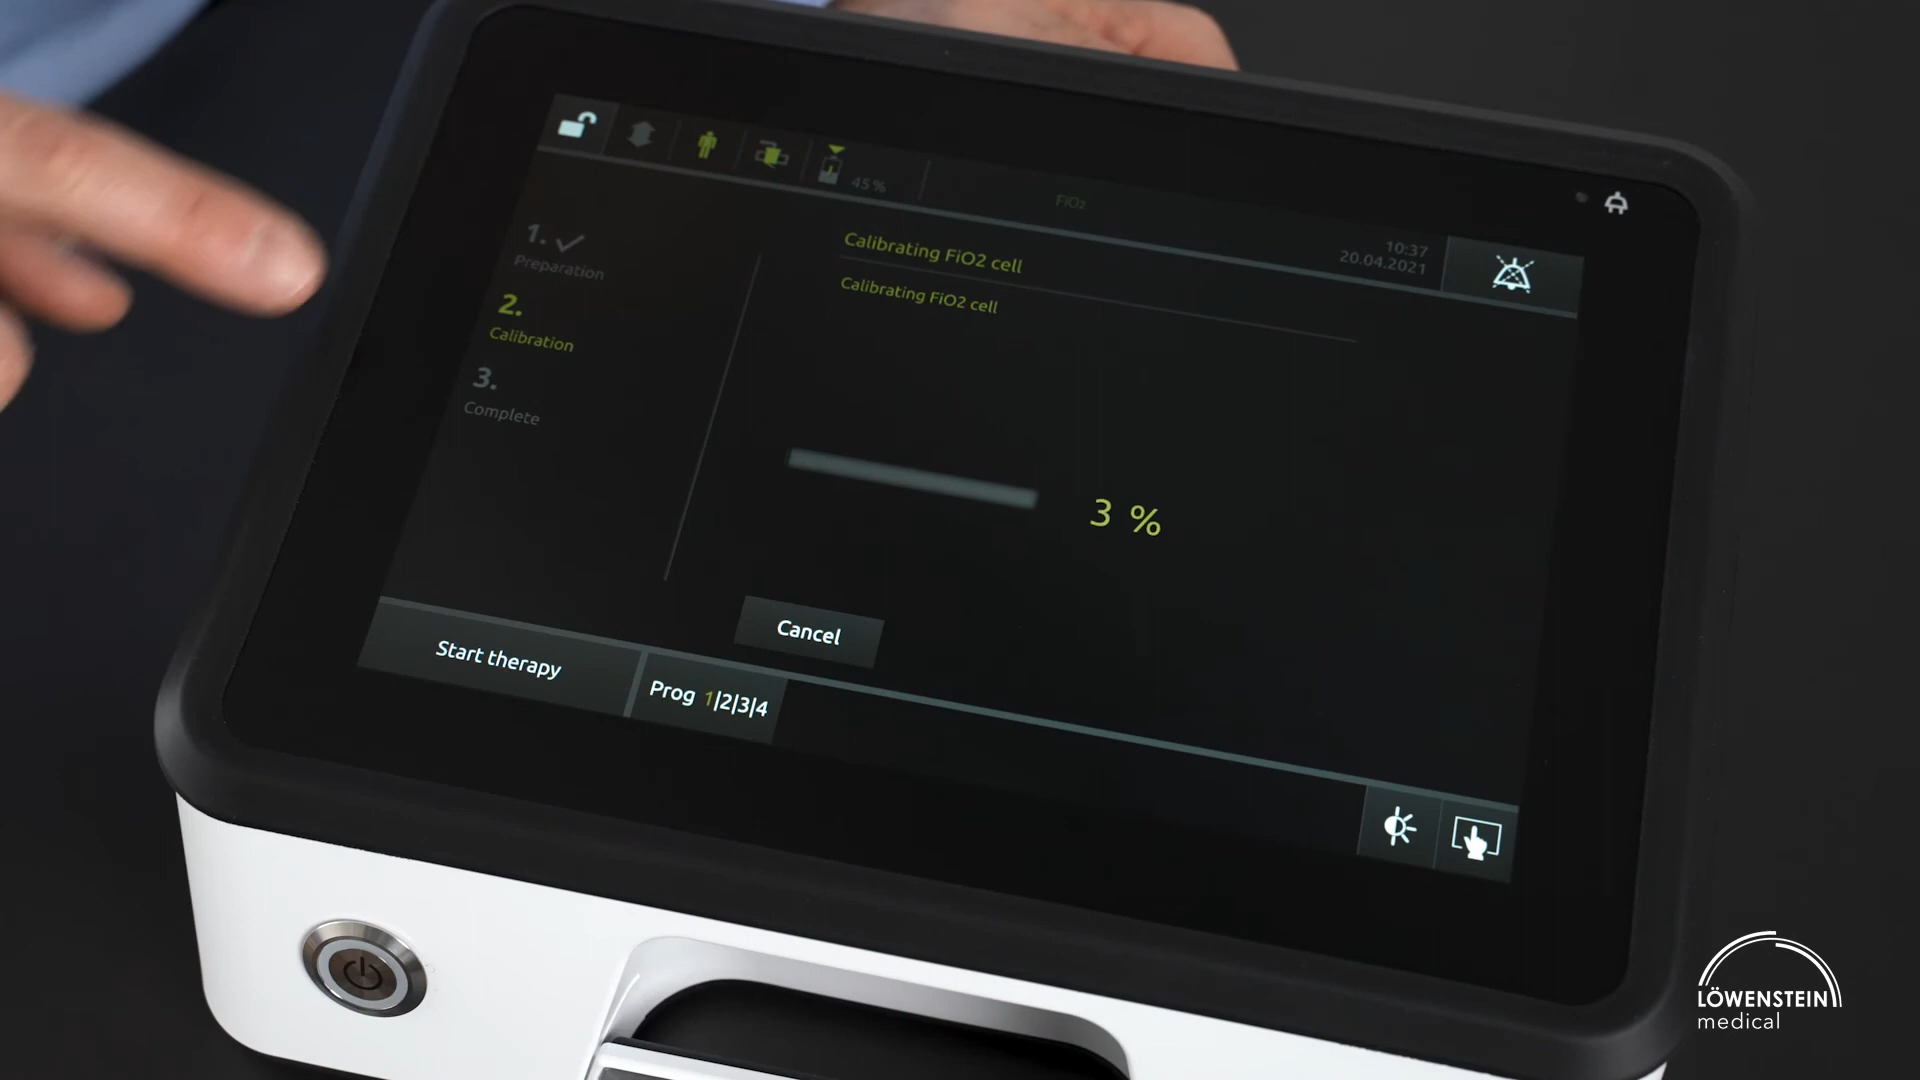 45%
FiO₂
10:37
20.04.2021
1.
Preparation
2.
Calibration
3.
Complete
Calibrating FiO2 cell
Calibrating FiO2 cell
3 %
Cancel
Start therapy
Prog 1|2|3|4
LÖWENSTEIN
medical